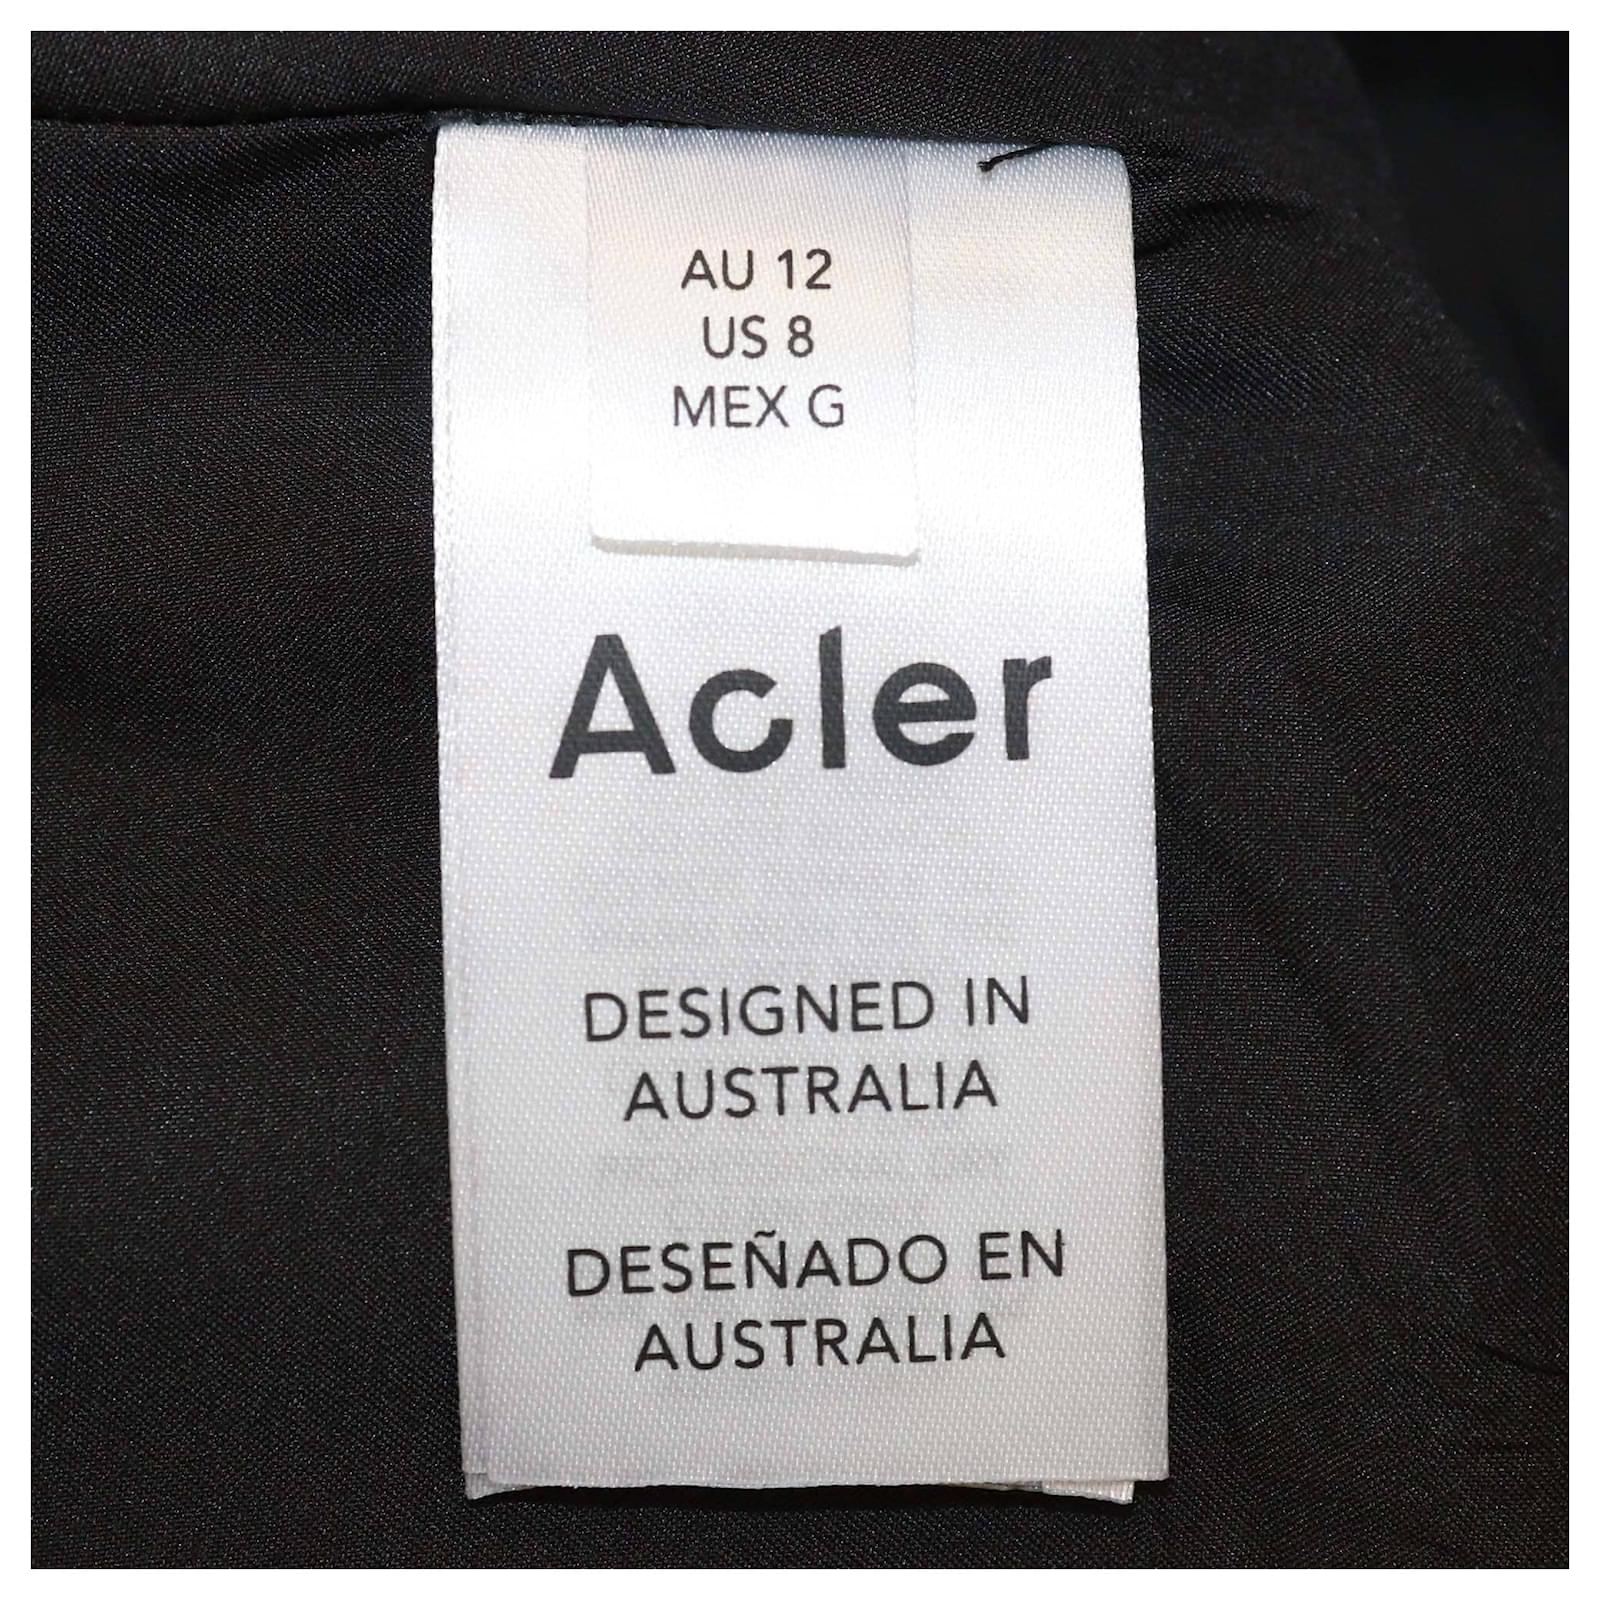 AU 12
US 8
MEX G
Acler
DESIGNED IN
AUSTRALIA
DESEÑADO EN
AUSTRALIA